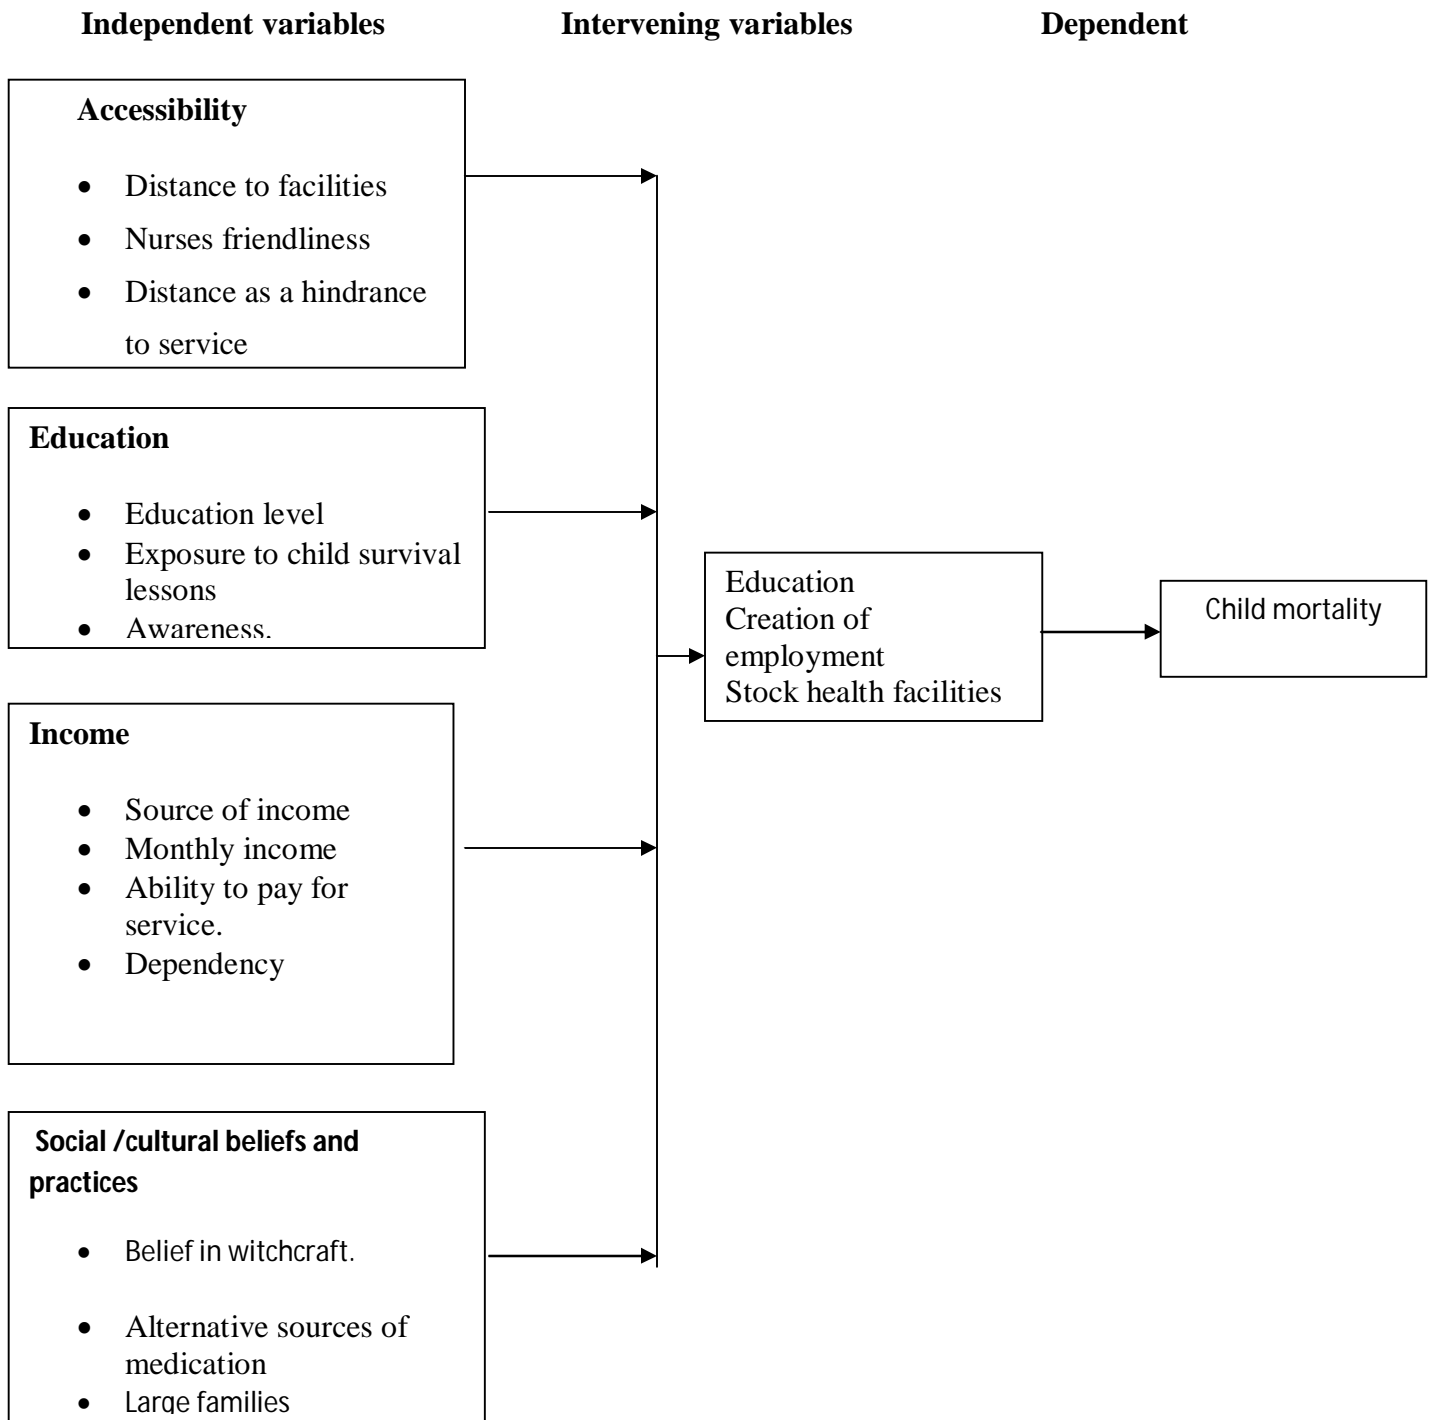 Independent variables Intervening variables Dependent
Accessibility
• Distance to facilities
• Nurses friendliness
• Distance as a hindrance
to service
Education
• Education level
• Exposure to child survival
lessons
• Awareness.
Income
• Source of income
• Monthly income
• Ability to pay for
service.
• Dependency
Social /cultural beliefs and
practices
• Belief in witchcraft.
• Alternative sources of
medication
• Large families
Education
Creation of
employment
Stock health facilities
Child mortality